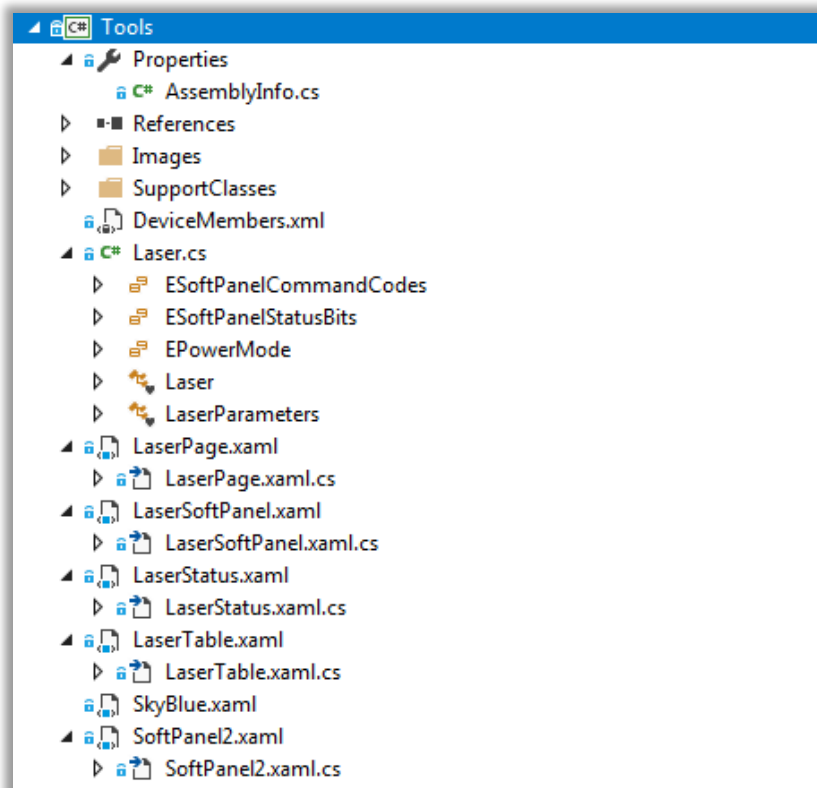 C# Tools
Properties
C# AssemblyInfo.cs
References
Images
SupportClasses
DeviceMembers.xml
C# Laser.cs
ESoftPanelCommandCodes
ESoftPanelStatusBits
EPowerMode
Laser
LaserParameters
LaserPage.xaml
LaserPage.xaml.cs
LaserSoftPanel.xaml
LaserSoftPanel.xaml.cs
LaserStatus.xaml
LaserStatus.xaml.cs
LaserTable.xaml
LaserTable.xaml.cs
SkyBlue.xaml
SoftPanel2.xaml
SoftPanel2.xaml.cs